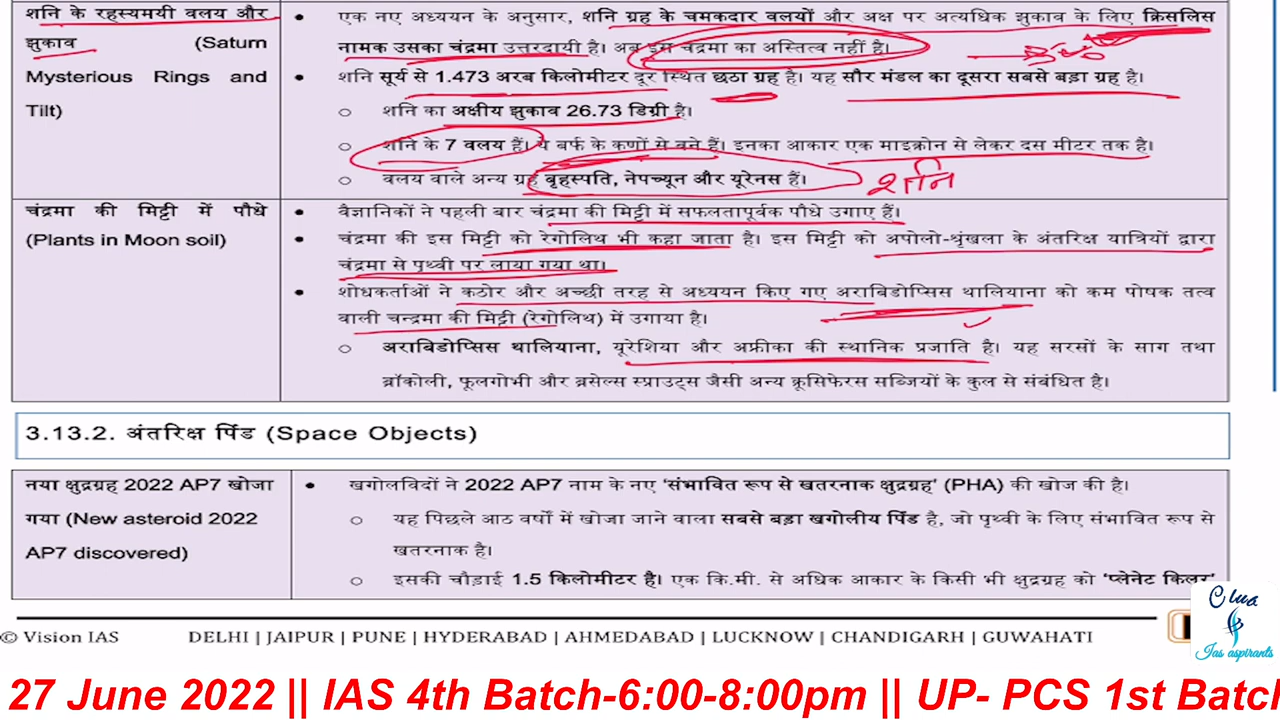 शनि के रहस्यमयी वलय और
झुकाव (Saturn
Mysterious Rings and
Tilt)
एक नए अध्ययन के अनुसार, शनि ग्रह के चमकदार वलयों और अक्ष पर अत्यधिक झुकाव के लिए क्रिसलिस
नामक उसका चंद्रमा उत्तरदायी है। अब इस चंद्रमा का अस्तित्व नहीं है।
शनि सूर्य से 1.473 अरब किलोमीटर दूर स्थित छठा ग्रह है। यह सौर मंडल का दूसरा सबसे बड़ा ग्रह है।
शनि का अक्षीय झुकाव 26.73 डिग्री है।
शनि के 7 वलय हैं। ये बर्फ के कणों से बने हैं। इनका आकार एक माइक्रोन से लेकर दस मीटर तक है।
वलय वाले अन्य ग्रह बृहस्पति, नेपच्यून और यूरेनस हैं।
शनि
चंद्रमा की मिट्टी में पौधे
(Plants in Moon soil)
वैज्ञानिकों ने पहली बार चंद्रमा की मिट्टी में सफलतापूर्वक पौधे उगाए हैं।
चंद्रमा की इस मिट्टी को रेगोलिथ भी कहा जाता है। इस मिट्टी को अपोलो-श्रृंखला के अंतरिक्ष यात्रियों द्वारा
चंद्रमा से पृथ्वी पर लाया गया था।
शोधकर्ताओं ने कठोर और अच्छी तरह से अध्ययन किए गए अराबिडोप्सिस थालियाना को कम पोषक तत्व
वाली चन्द्रमा की मिट्टी (रेगोलिथ) में उगाया है।
अराबिडोप्सिस थालियाना, यूरेशिया और अफ्रीका की स्थानिक प्रजाति है। यह सरसों के साग तथा
ब्रॉकोली, फूलगोभी और ब्रसेल्स स्प्राउट्स जैसी अन्य क्रूसिफेरस सब्जियों के कुल से संबंधित है।
3.13.2. अंतरिक्ष पिंड (Space Objects)
नया क्षुद्रग्रह 2022 AP7 खोजा
गया (New asteroid 2022
AP7 discovered)
खगोलविदों ने 2022 AP7 नाम के नए ‘संभावित रूप से खतरनाक क्षुद्रग्रह’ (PHA) की खोज की है।
यह पिछले आठ वर्षों में खोजा जाने वाला सबसे बड़ा खगोलीय पिंड है, जो पृथ्वी के लिए संभावित रूप से
खतरनाक है।
इसकी चौड़ाई 1.5 किलोमीटर है। एक कि.मी. से अधिक आकार के किसी भी क्षुद्रग्रह को ‘प्लेनेट किलर’
© Vision IAS DELHI | JAIPUR | PUNE | HYDERABAD | AHMEDABAD | LUCKNOW | CHANDIGARH | GUWAHATI
Ias aspirants
27 June 2022 || IAS 4th Batch-6:00-8:00pm || UP- PCS 1st Batch